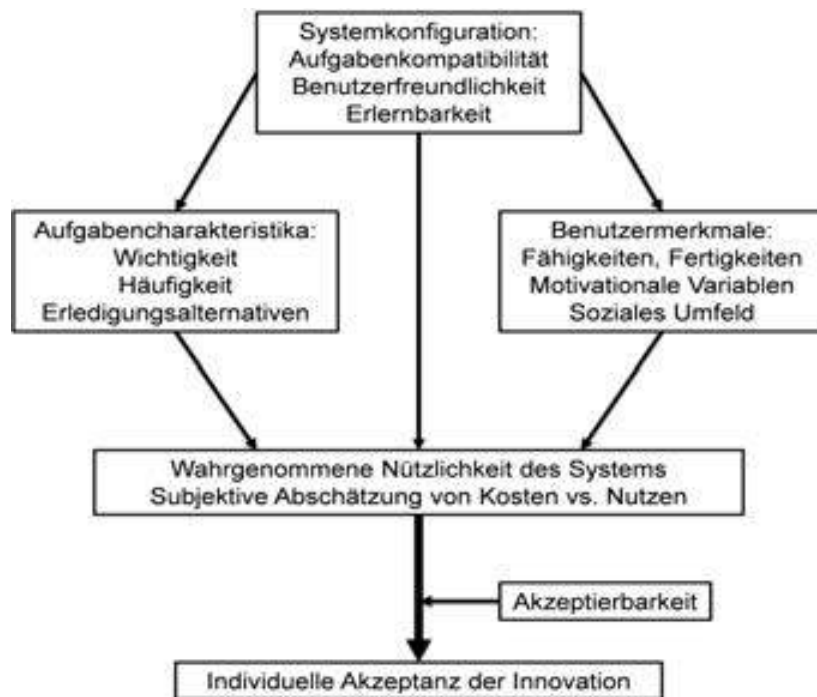 Systemkonfiguration:
Aufgabenkompatibilität
Benutzerfreundlichkeit
Erlernbarkeit
Aufgabencharakteristika:
Wichtigkeit
Häufigkeit
Erledigungsalternativen
Benutzermerkmale:
Fähigkeiten, Fertigkeiten
Motivationale Variablen
Soziales Umfeld
Wahrgenommene Nützlichkeit des Systems
Subjektive Abschätzung von Kosten vs. Nutzen
Akzeptierbarkeit
Individuelle Akzeptanz der Innovation